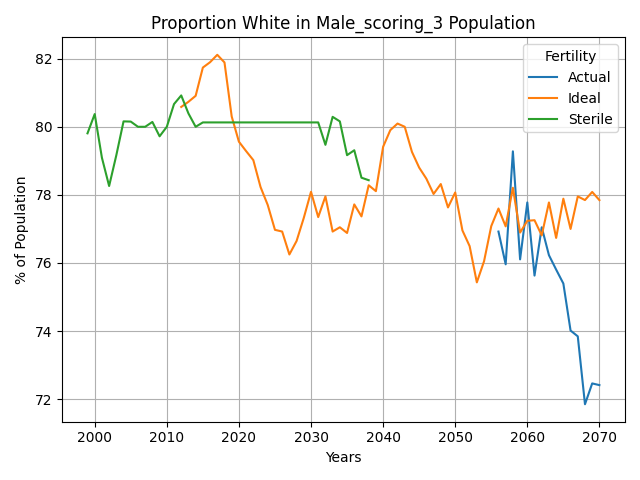 Proportion White in Male_scoring_3 Population
% of Population
82
80
78
76
74
72
2000
2010
2020
2030
2040
2050
2060
2070
Years
Fertility
Actual
Ideal
Sterile